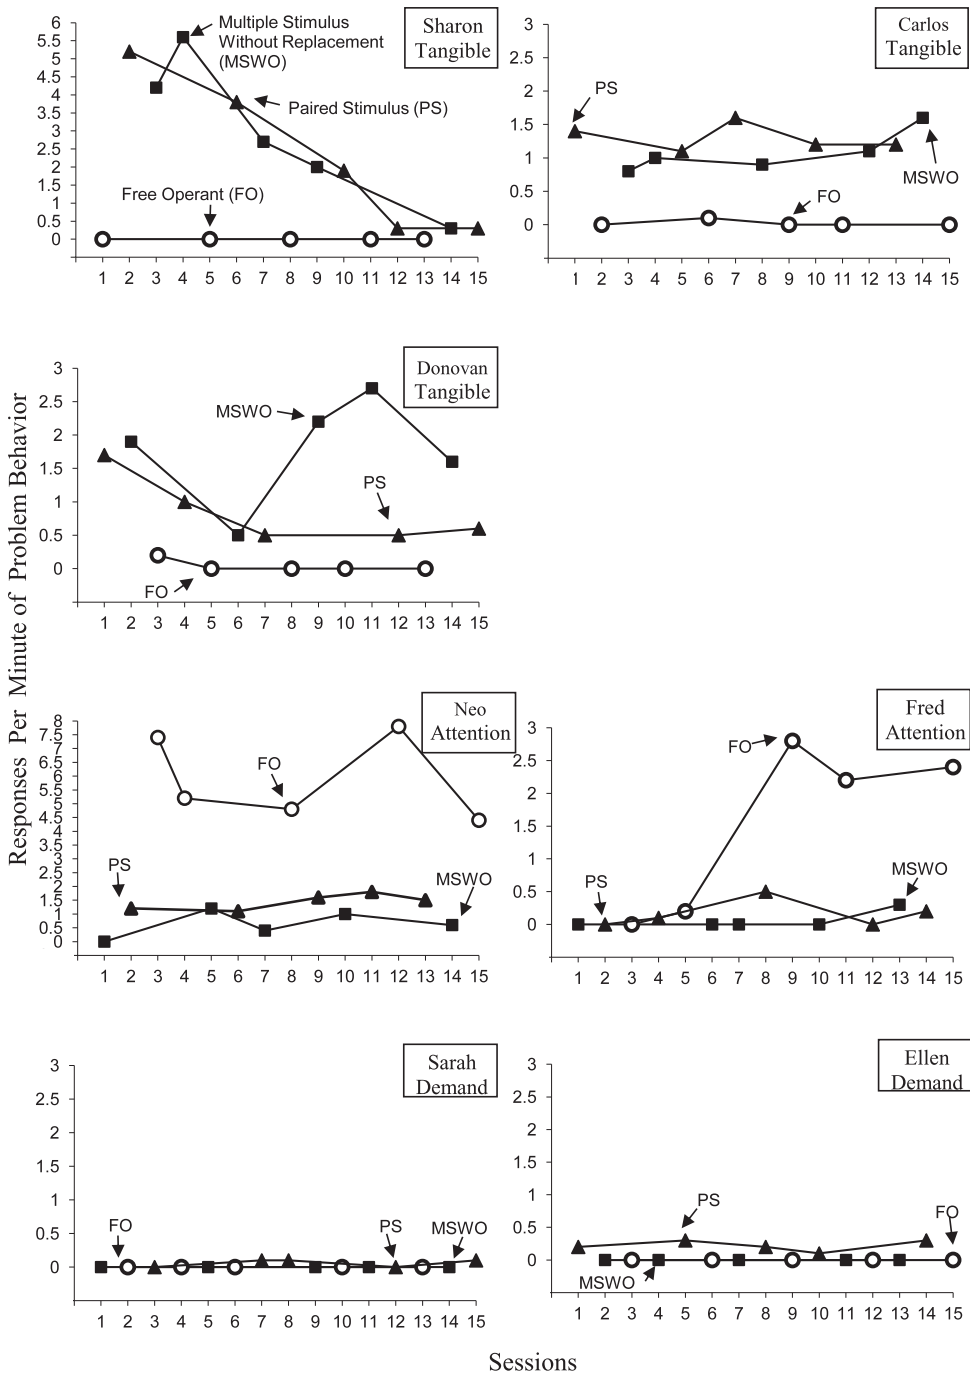 Responses Per Minute of Problem Behavior
Sharon
Tangible
Multiple Stimulus
Without Replacement
(MSWO)
Paired Stimulus (PS)
Free Operant (FO)
6
5.5
5
4.5
4
3.5
3
2.5
2
1.5
1
0.5
0
1 2 3 4 5 6 7 8 9 10 11 12 13 14 15
Carlos
Tangible
PS
MSWO
FO
3
2.5
2
1.5
1
0.5
0
1 2 3 4 5 6 7 8 9 10 11 12 13 14 15
Donovan
Tangible
MSWO
PS
FO
3
2.5
2
1.5
1
0.5
0
1 2 3 4 5 6 7 8 9 10 11 12 13 14 15
Neo
Attention
FO
PS
MSWO
8
7.5
7
6.5
6
5.5
5
4.5
4
3.5
3
2.5
2
1.5
1
0.5
0
1 2 3 4 5 6 7 8 9 10 11 12 13 14 15
Fred
Attention
FO
MSWO
PS
3
2.5
2
1.5
1
0.5
0
1 2 3 4 5 6 7 8 9 10 11 12 13 14 15
Sarah
Demand
FO
PS
MSWO
3
2.5
2
1.5
1
0.5
0
1 2 3 4 5 6 7 8 9 10 11 12 13 14 15
Ellen
Demand
PS
FO
MSWO
3
2.5
2
1.5
1
0.5
0
1 2 3 4 5 6 7 8 9 10 11 12 13 14 15
Sessions